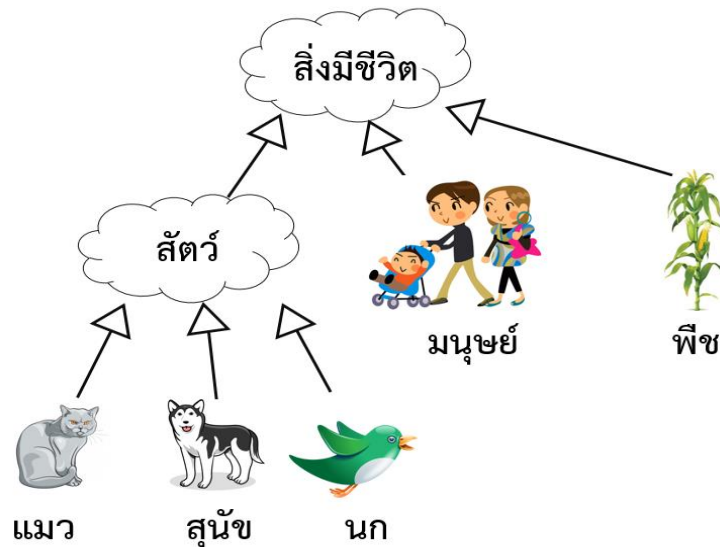 สิ่งมีชีวิต
สัตว์
มนุษย์
พืช
แมว
สุนัข
นก